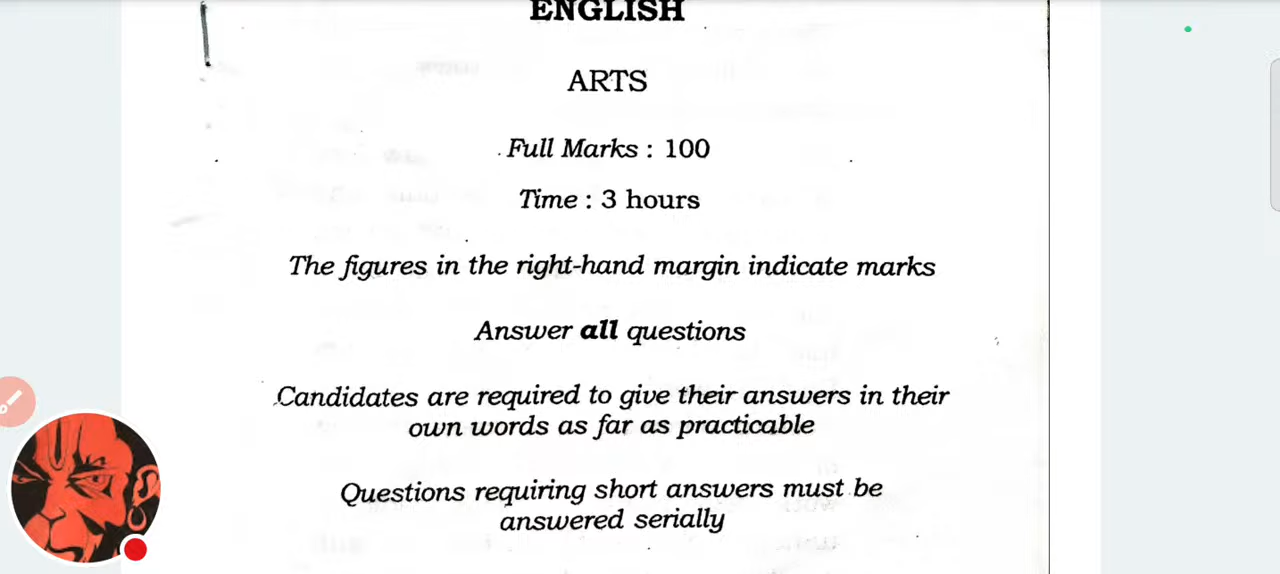 ENGLISH
ARTS
Full Marks : 100
Time : 3 hours
The figures in the right-hand margin indicate marks
Answer all questions
Candidates are required to give their answers in their
own words as far as practicable
Questions requiring short answers must be
answered serially